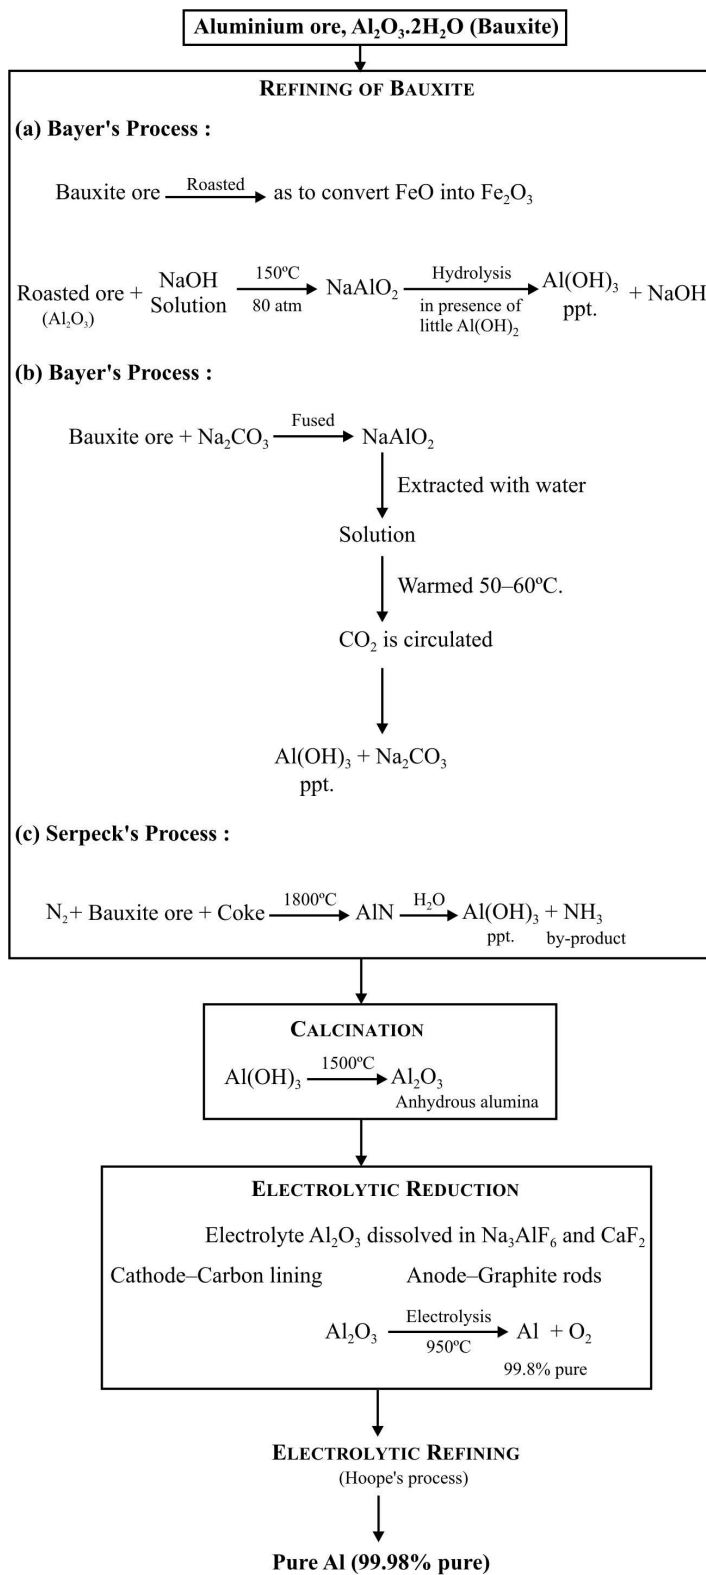 Aluminium ore, Al₂O₃.2H₂O (Bauxite)
REFINING OF BAUXITE
(a) Bayer's Process :
Bauxite ore Roasted as to convert FeO into Fe₂O₃
Roasted ore + NaOH Solution 150ºC NaAlO₂ Hydrolysis Al(OH)₃ + NaOH
(Al₂O₃) 80 atm in presence of ppt.
little Al(OH)₂
(b) Bayer's Process :
Bauxite ore + Na₂CO₃ Fused NaAlO₂
Extracted with water
Solution
Warmed 50–60ºC.
CO₂ is circulated
Al(OH)₃ + Na₂CO₃
ppt.
(c) Serpeck's Process :
N₂+ Bauxite ore + Coke 1800ºC AlN H₂O Al(OH)₃ + NH₃
ppt. by-product
CALCINATION
Al(OH)₃ 1500ºC Al₂O₃
Anhydrous alumina
ELECTROLYTIC REDUCTION
Electrolyte Al₂O₃ dissolved in Na₃AlF₆ and CaF₂
Cathode–Carbon lining Anode–Graphite rods
Al₂O₃ Electrolysis Al + O₂
950ºC
99.8% pure
ELECTROLYTIC REFINING
(Hoope's process)
Pure Al (99.98% pure)